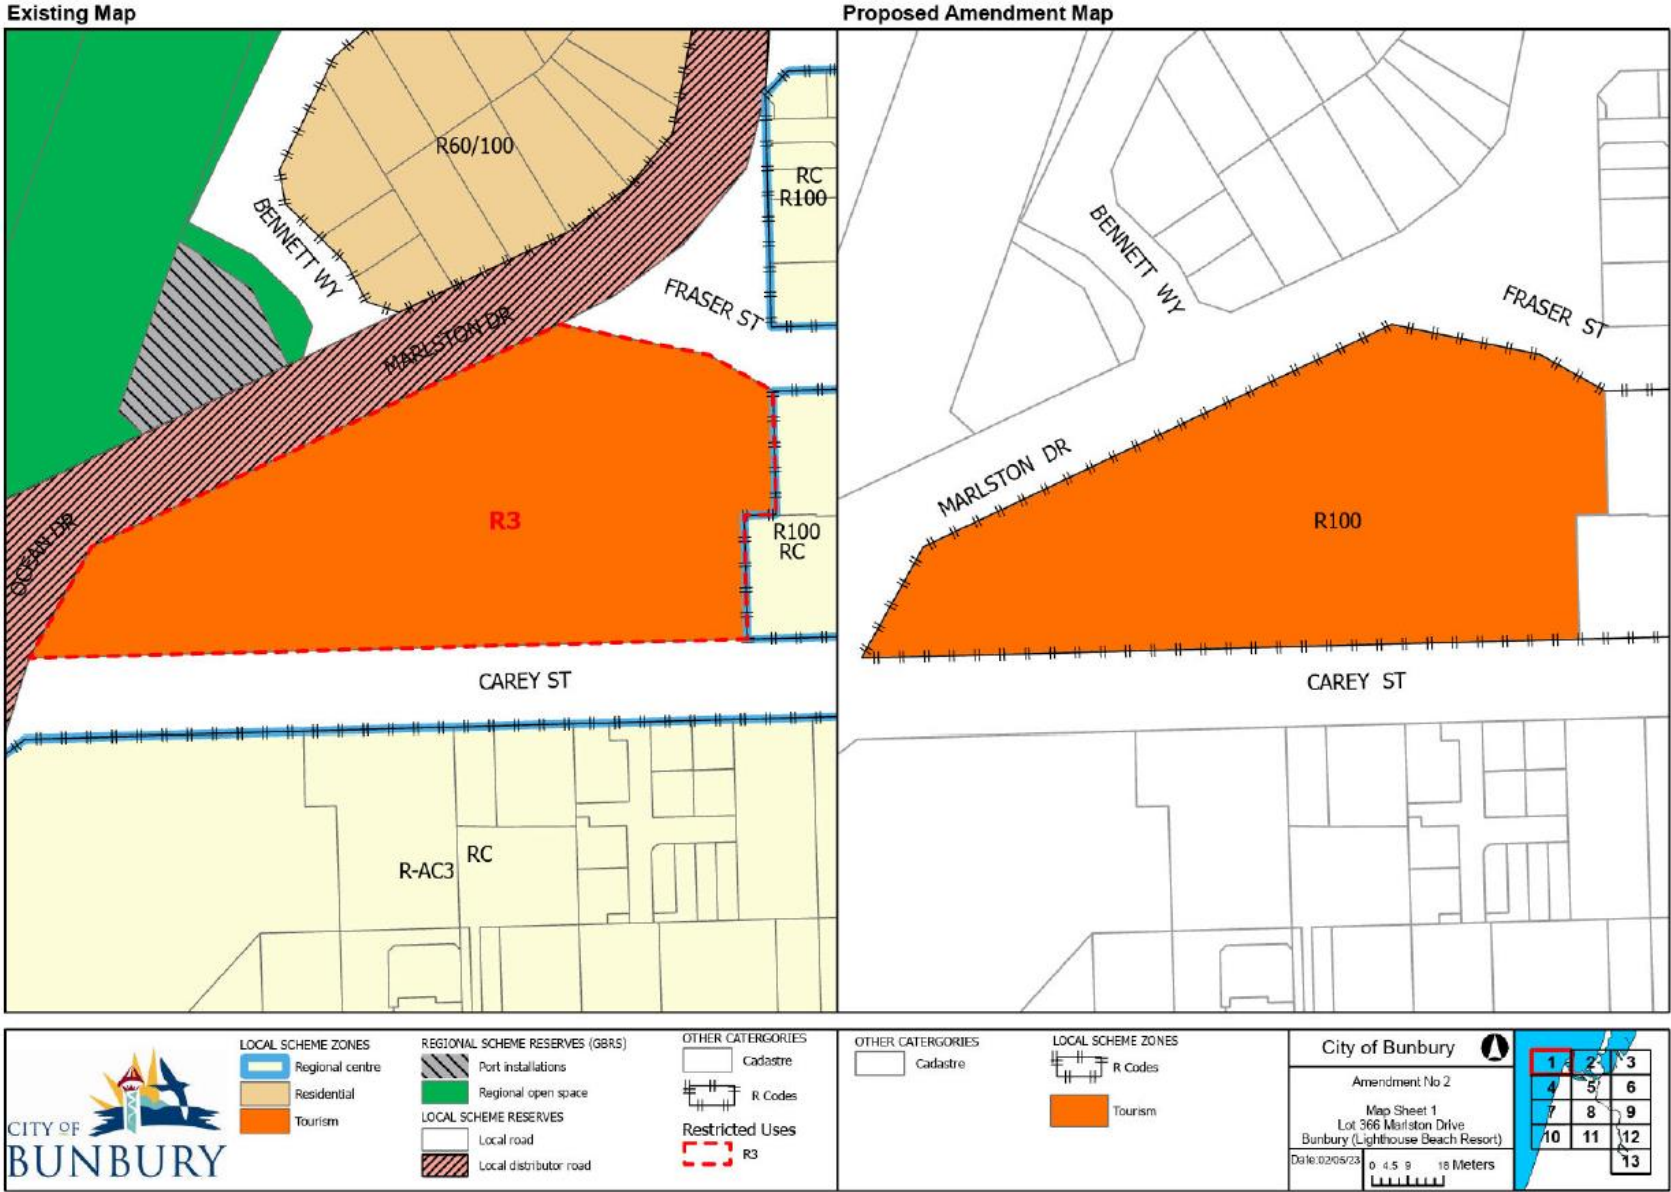 Existing Map
Proposed Amendment Map
R60/100
RC
R100
BENNETT WY
FRASER ST
MARLSTON DR
R3
R100
RC
OCEAN DR
CAREY ST
R-AC3
RC
BENNETT WY
FRASER ST
MARLSTON DR
R100
CAREY ST
CITY OF
BUNBURY
LOCAL SCHEME ZONES
Regional centre
Residential
Tourism
REGIONAL SCHEME RESERVES (GBRS)
Port installations
Regional open space
LOCAL SCHEME RESERVES
Local road
Local distributor road
OTHER CATERGORIES
Cadastre
R Codes
Restricted Uses
R3
OTHER CATERGORIES
Cadastre
LOCAL SCHEME ZONES
R Codes
Tourism
City of Bunbury
Amendment No 2
Map Sheet 1
Lot 366 Marlston Drive
Bunbury (Lighthouse Beach Resort)
Date:02/05/23
0 4.5 9 18 Meters
1 2 3
4 5 6
7 8 9
10 11 12
13